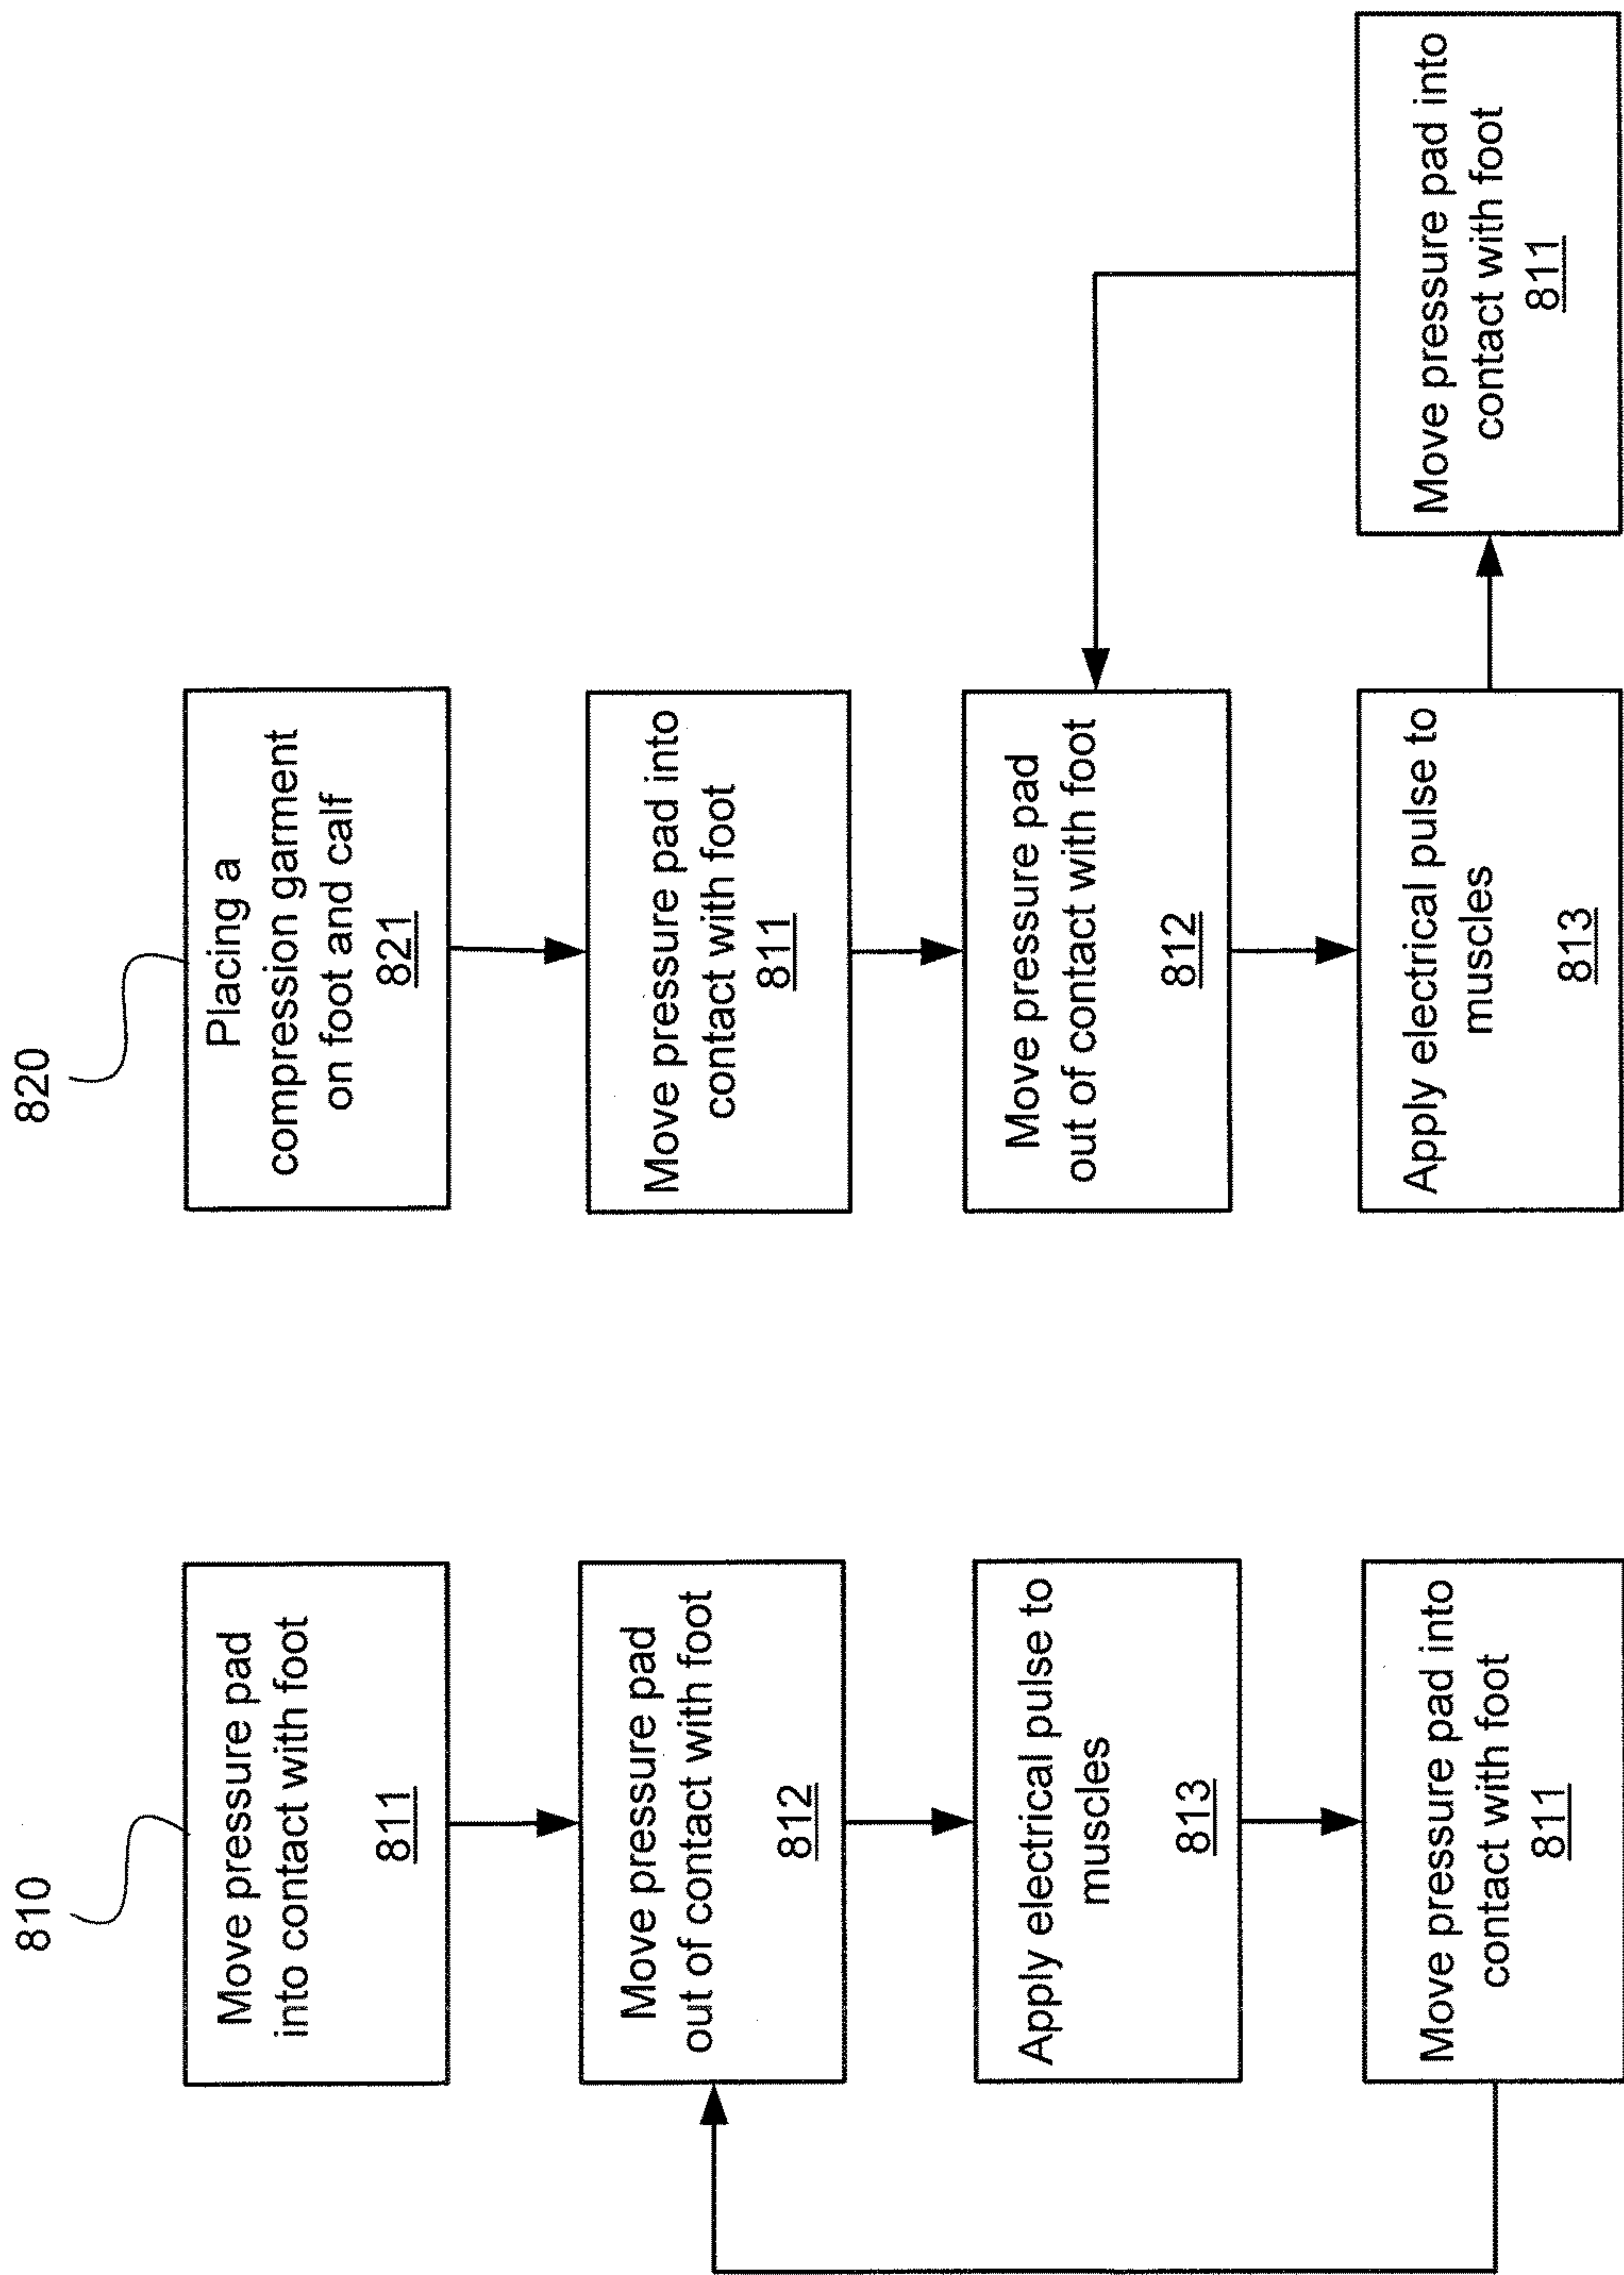 810
Move pressure pad
into contact with foot
811
Move pressure pad
out of contact with foot
812
Apply electrical pulse to
muscles
813
Move pressure pad into
contact with foot
811
820
Placing a
compression garment
on foot and calf
821
Move pressure pad into
contact with foot
811
Move pressure pad
out of contact with foot
812
Apply electrical pulse to
muscles
813
Move pressure pad into
contact with foot
811